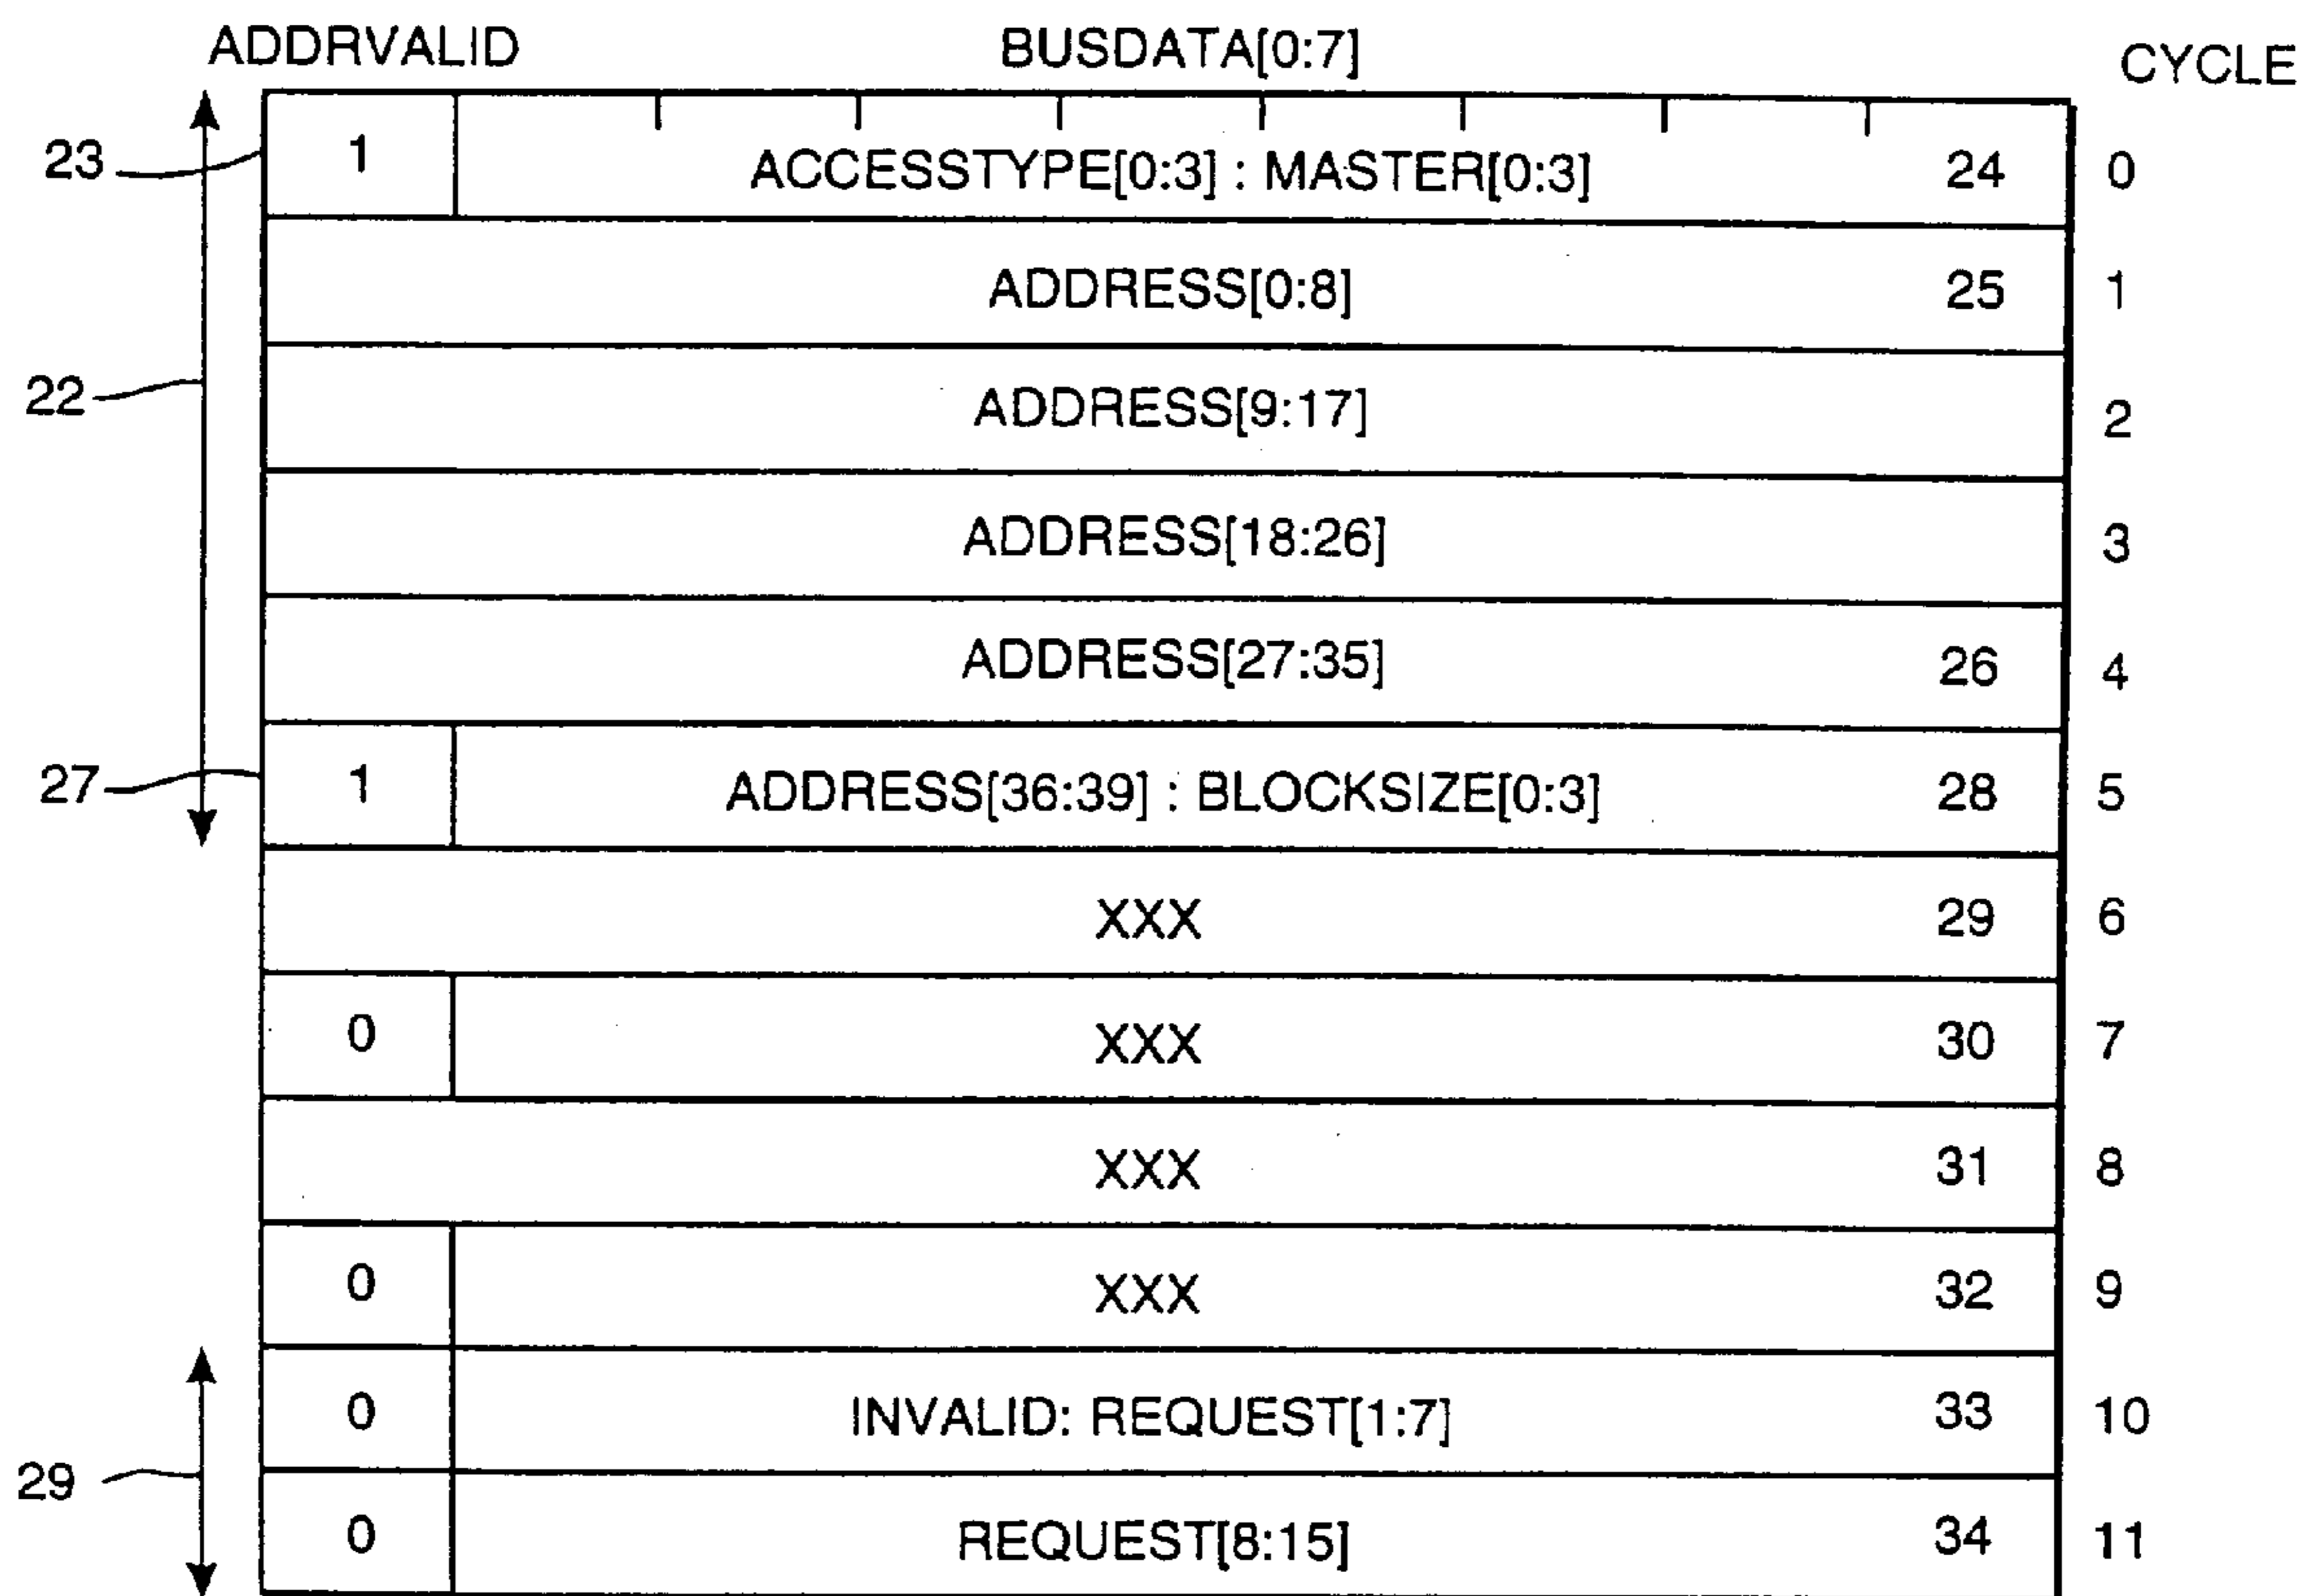 ADDRVALID BUSDATA[0:7] CYCLE
23 1 ACCESSTYPE[0:3] : MASTER[0:3] 24 0
ADDRESS[0:8] 25 1
22 ADDRESS[9:17] 2
ADDRESS[18:26] 3
ADDRESS[27:35] 26 4
27 1 ADDRESS[36:39] : BLOCKSIZE[0:3] 28 5
XXX 29 6
0 XXX 30 7
XXX 31 8
0 XXX 32 9
0 INVALID: REQUEST[1:7] 33 10
29 0 REQUEST[8:15] 34 11